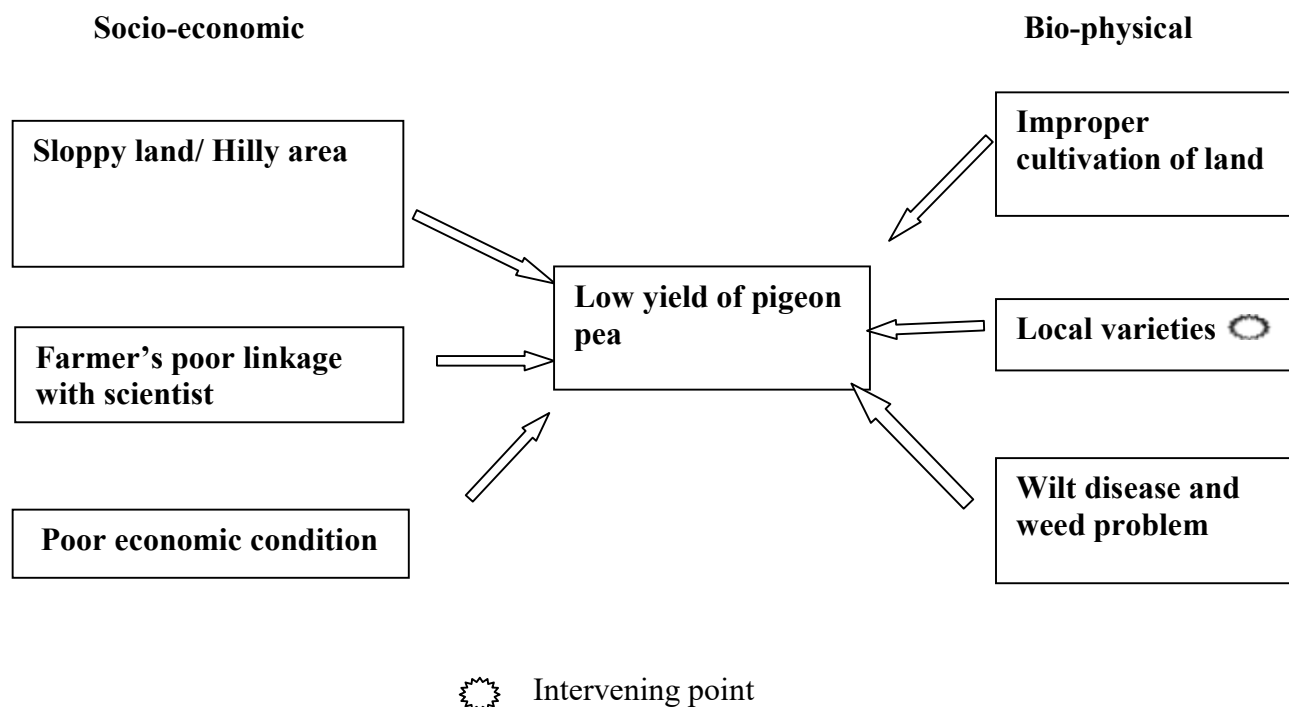 Socio-economic
Bio-physical
Sloppy land/ Hilly area
Improper
cultivation of land
Low yield of pigeon
pea
Farmer's poor linkage
with scientist
Local varieties
Poor economic condition
Wilt disease and
weed problem
Intervening point